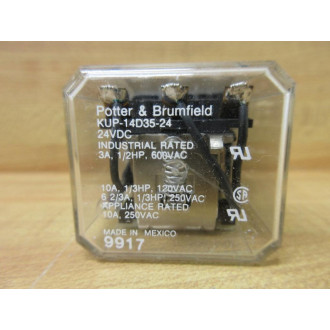 Potter & Brumfield
KUP-14D35-24
24VDC
INDUSTRIAL RATED
3A, 1/2HP, 600VAC
10A, 1/3HP, 120VAC
6 2/3A, 1/3HP, 250VAC
APPLIANCE RATED
10A, 250VAC
MADE IN MEXICO
9917